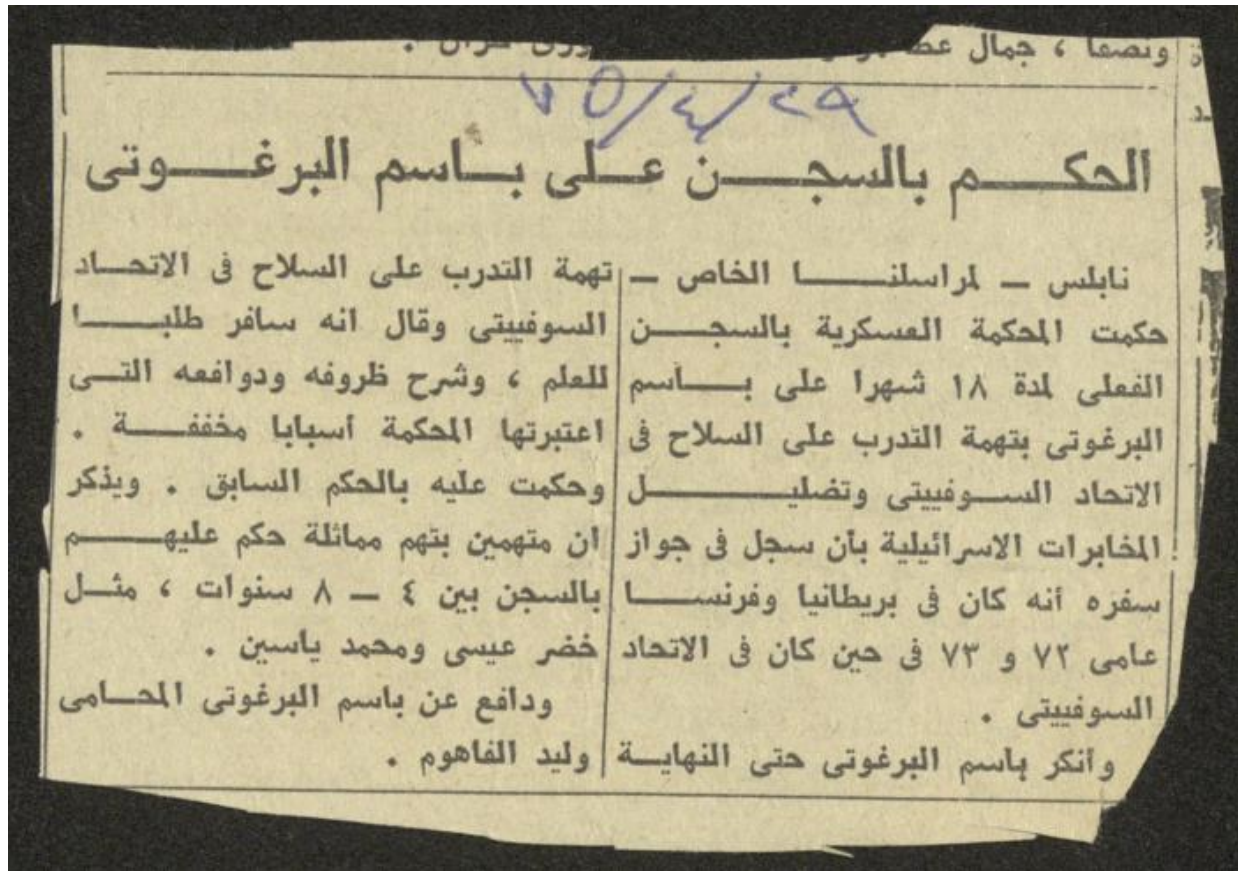 ونصفا ، جمال
٧٥/٤/٢٩
الحكم بالسجن على باسم البرغوتى
نابلس ـ لمراسلنا الخاص ـ
حكمت المحكمة العسكرية بالسجن
الفعلى لمدة ١٨ شهرا على باسم
البرغوتى بتهمة التدرب على السلاح فى
الاتحاد السوفييتى وتضليل
المخابرات الاسرائيلية بأن سجل فى جواز
سفره أنه كان فى بريطانيا وفرنسا
عامى ٧٢ و ٧٣ فى حين كان فى الاتحاد
السوفييتى .
وأنكر باسم البرغوتى حتى النهاية
تهمة التدرب على السلاح فى الاتحاد
السوفييتى وقال انه سافر طلبا
للعلم ، وشرح ظروفه ودوافعه التى
اعتبرتها المحكمة أسبابا مخففة .
وحكمت عليه بالحكم السابق . ويذكر
ان متهمين بتهم مماثلة حكم عليهم
بالسجن بين ٤ ـ ٨ سنوات ، مثل
خضر عيسى ومحمد ياسين .
ودافع عن باسم البرغوتى المحامى
وليد الفاهوم .